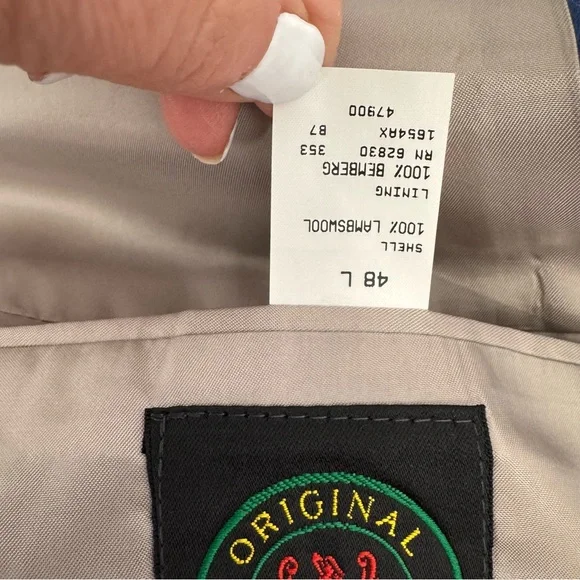 48 L
SHELL
100% LAMBSWOOL
LINING
100% BEMBERG
RN 62830 353
1654AX B7
47900
ORIGINAL